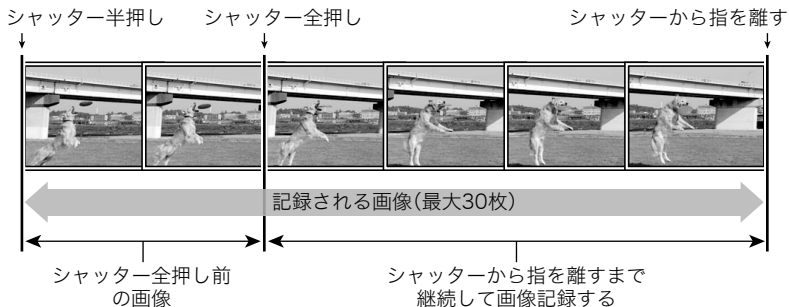 シャッター半押し
シャッター全押し
シャッターから指を離す
記録される画像(最大30枚)
シャッター全押し前
の画像
シャッターから指を離すまで
継続して画像記録する